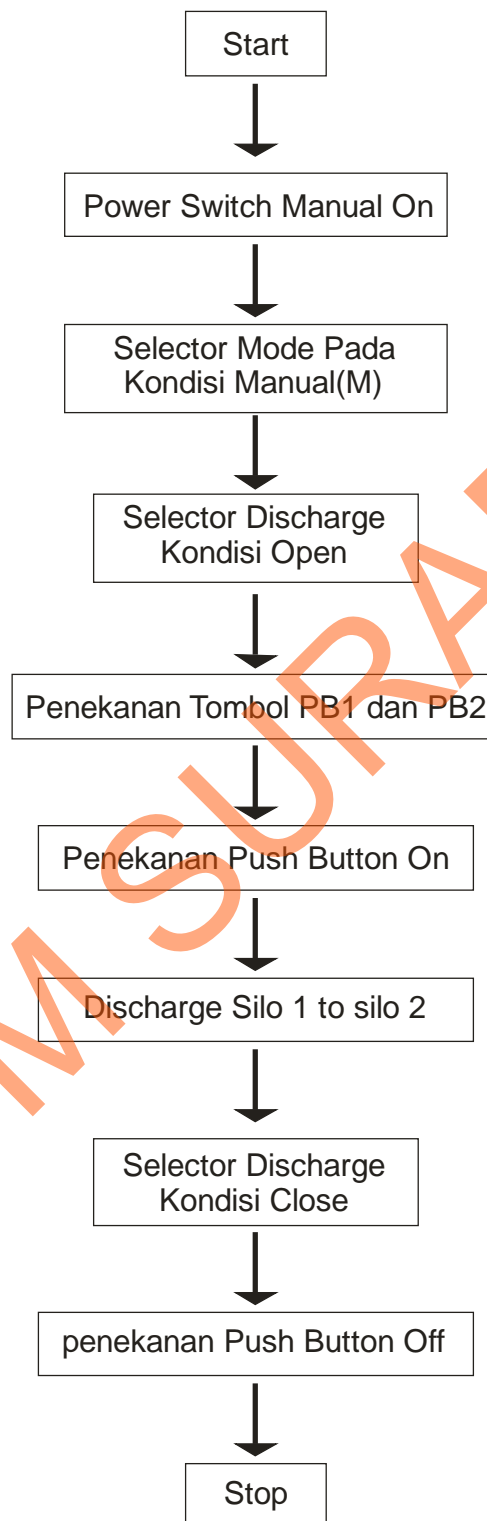 Start
Power Switch Manual On
Selector Mode Pada
Kondisi Manual(M)
Selector Discharge
Kondisi Open
Penekanan Tombol PB1 dan PB2
Penekanan Push Button On
Discharge Silo 1 to silo 2
Selector Discharge
Kondisi Close
penekanan Push Button Off
Stop
M SURA